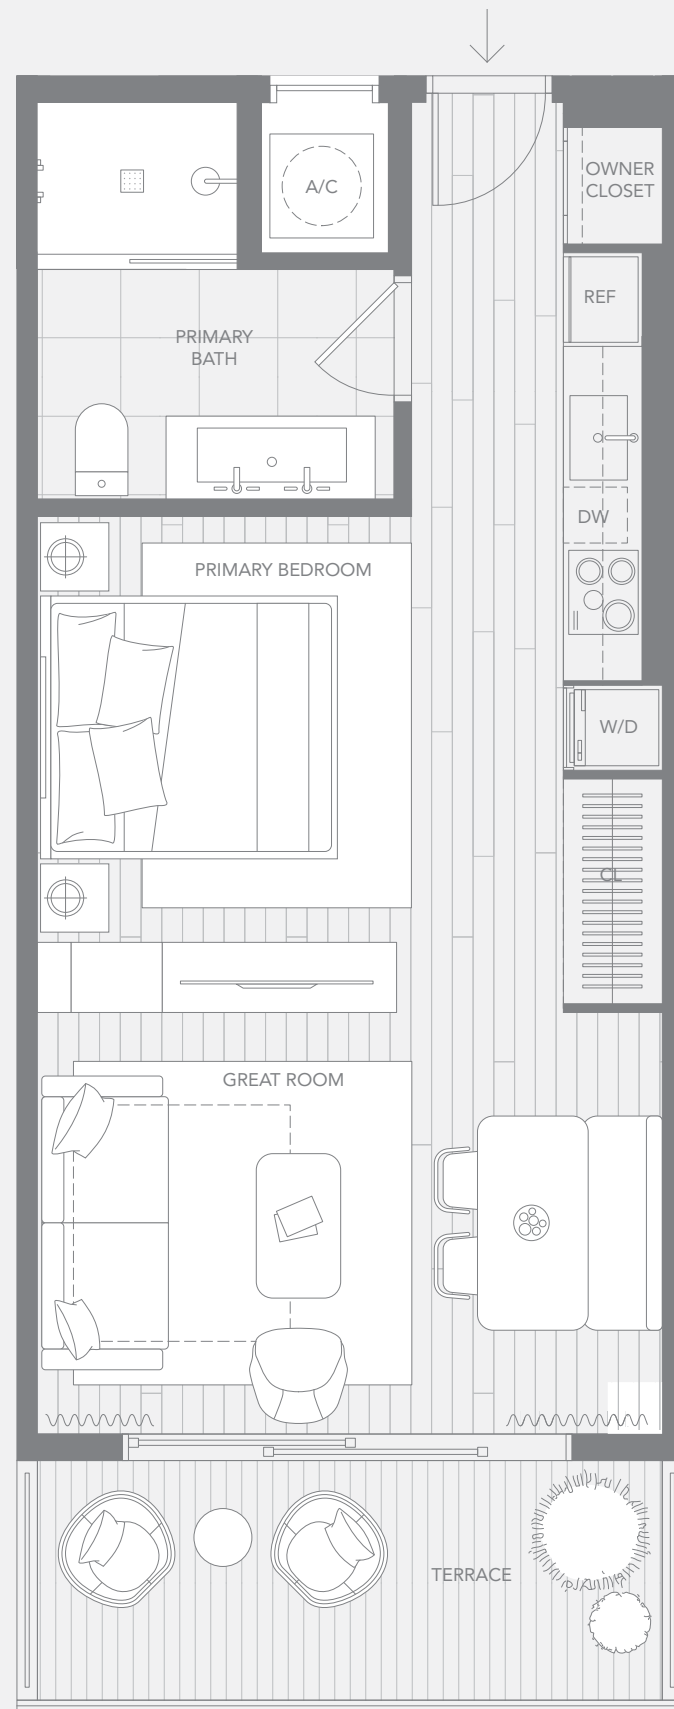 OWNER
CLOSET
A/C
REF
PRIMARY
BATH
DW
PRIMARY BEDROOM
W/D
CL
GREAT ROOM
TERRACE